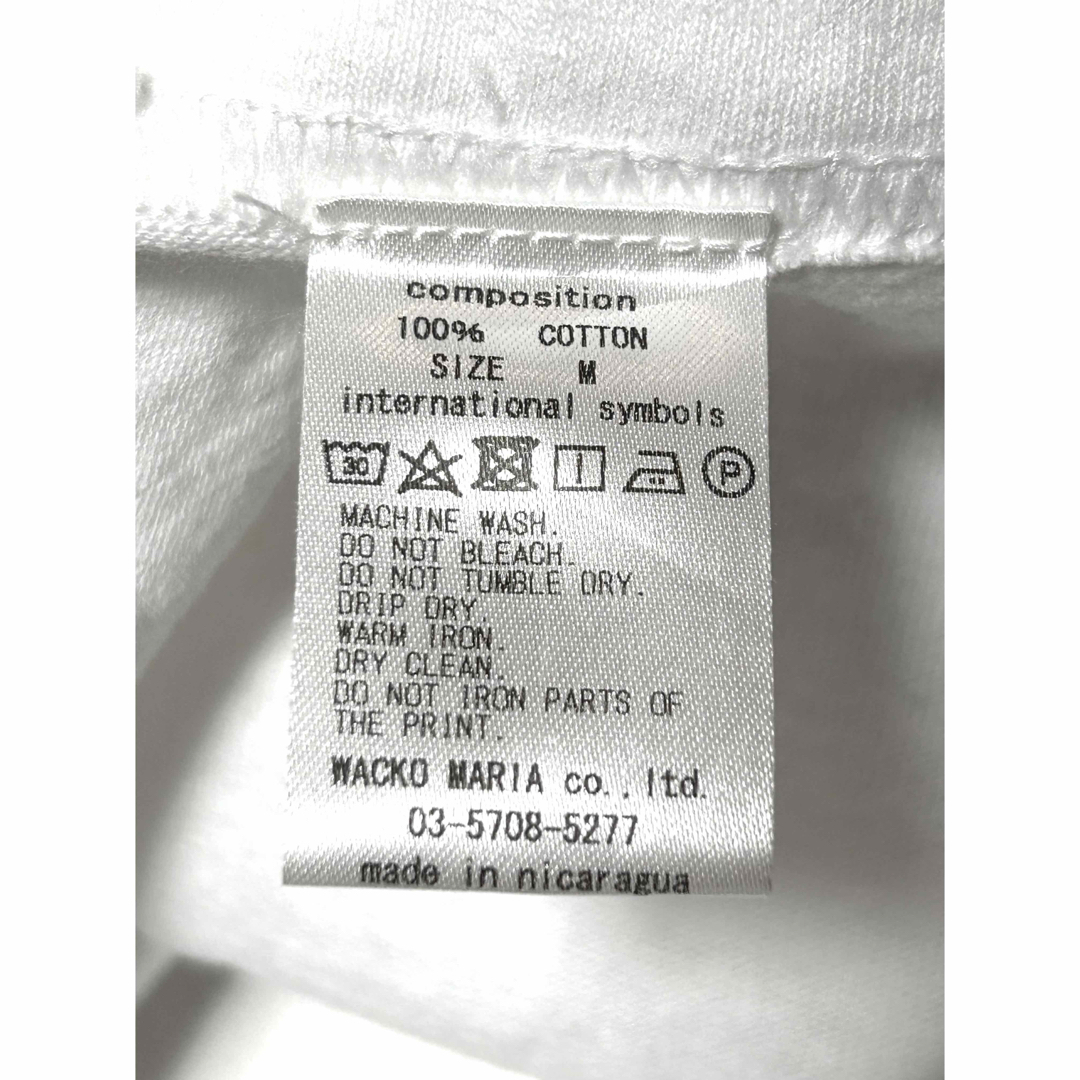 composition
100% COTTON
SIZE M
international symbols
30 P
MACHINE WASH.
DO NOT BLEACH.
DO NOT TUMBLE DRY.
DRIP DRY.
WARM IRON.
DRY CLEAN.
DO NOT IRON PARTS OF
THE PRINT.
WACKO MARIA co.,ltd.
03-5708-5277
made in nicaragua